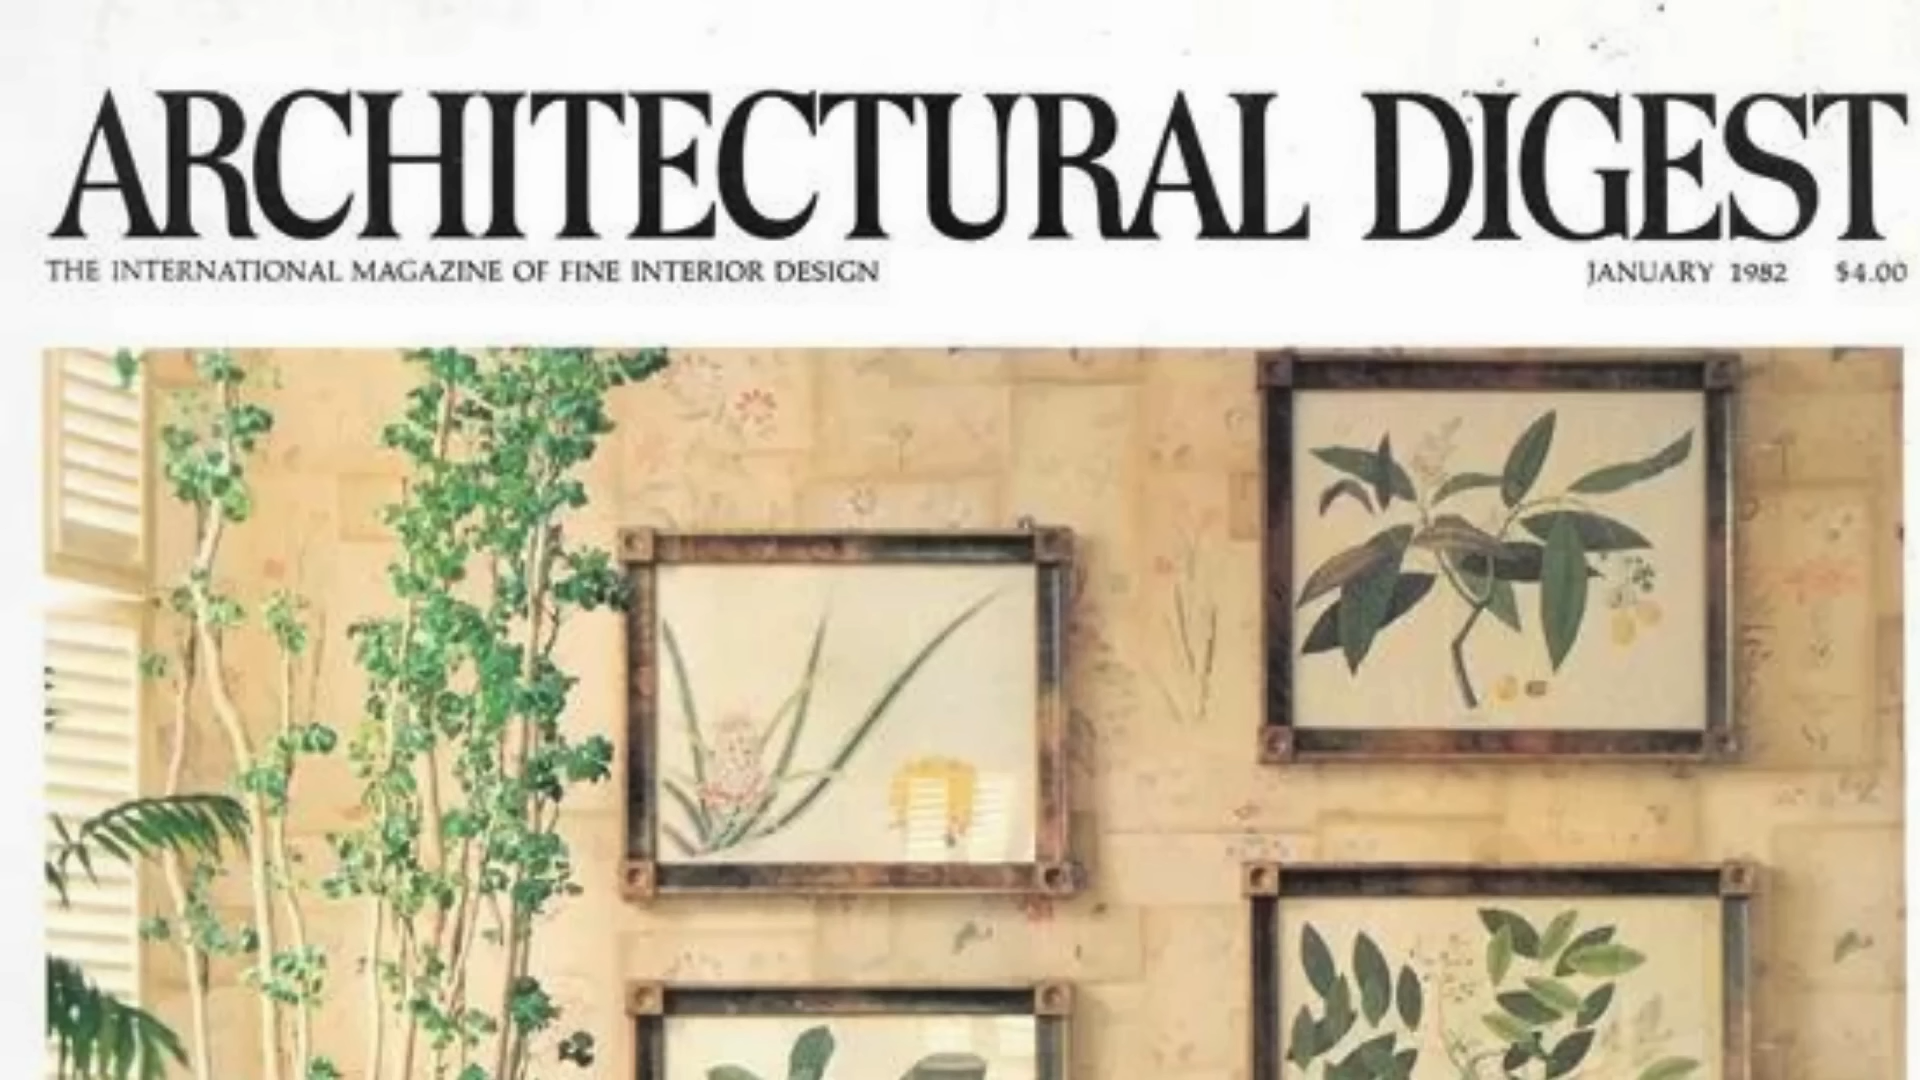 ARCHITECTURAL DIGEST
THE INTERNATIONAL MAGAZINE OF FINE INTERIOR DESIGN JANUARY 1982 $4.00